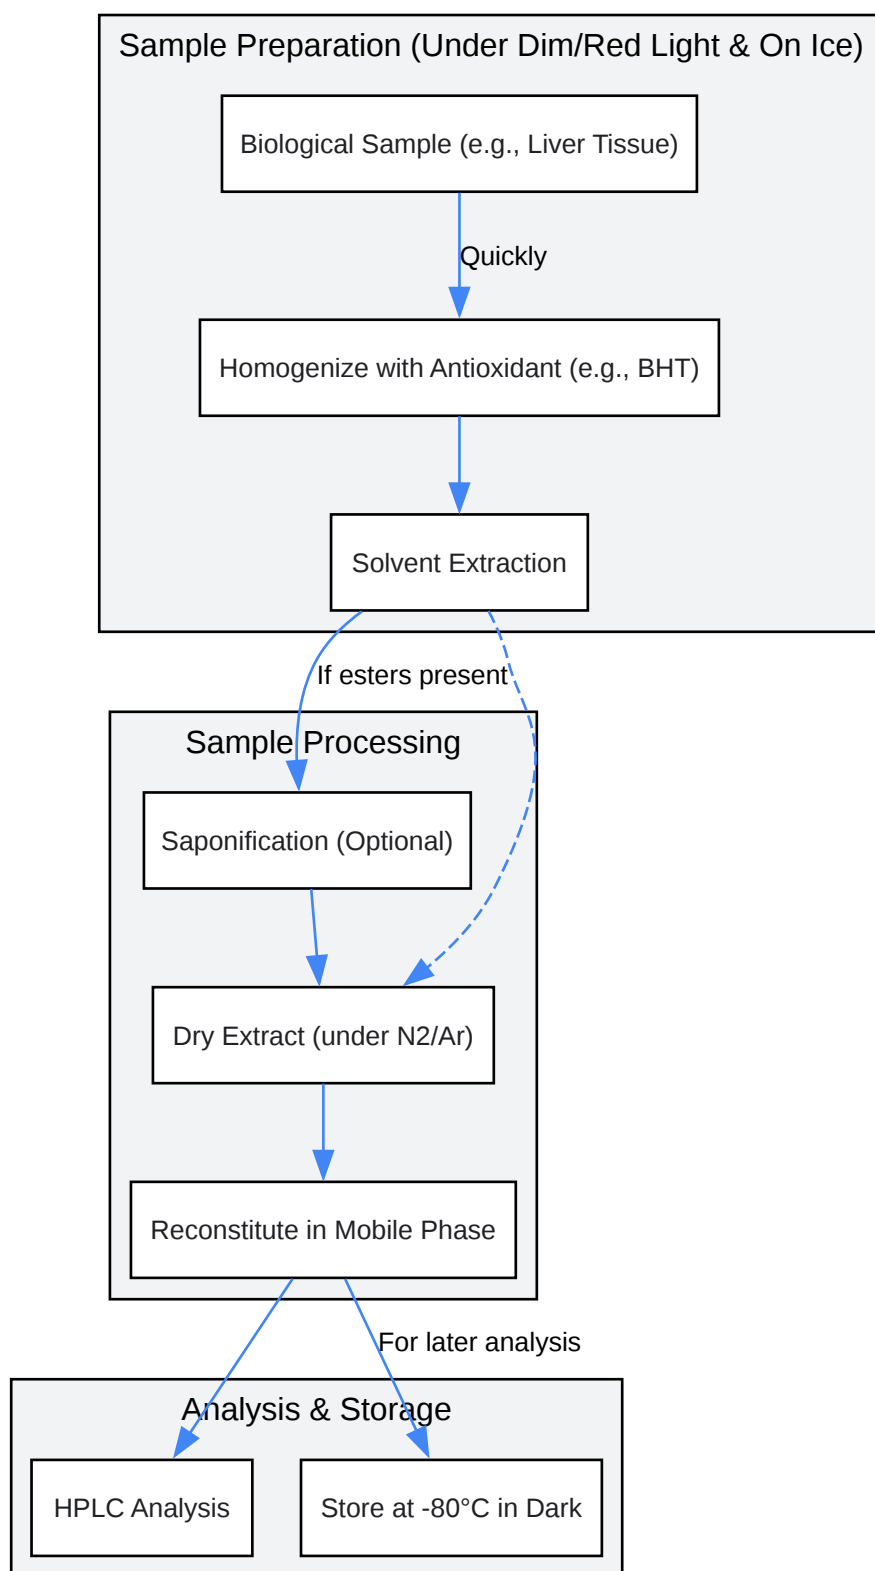 Sample Preparation (Under Dim/Red Light & On Ice)
Biological Sample (e.g., Liver Tissue)
Quickly
Homogenize with Antioxidant (e.g., BHT)
Solvent Extraction
If esters present
Sample Processing
Saponification (Optional)
Dry Extract (under N2/Ar)
Reconstitute in Mobile Phase
For later analysis
Analysis & Storage
HPLC Analysis
Store at -80°C in Dark